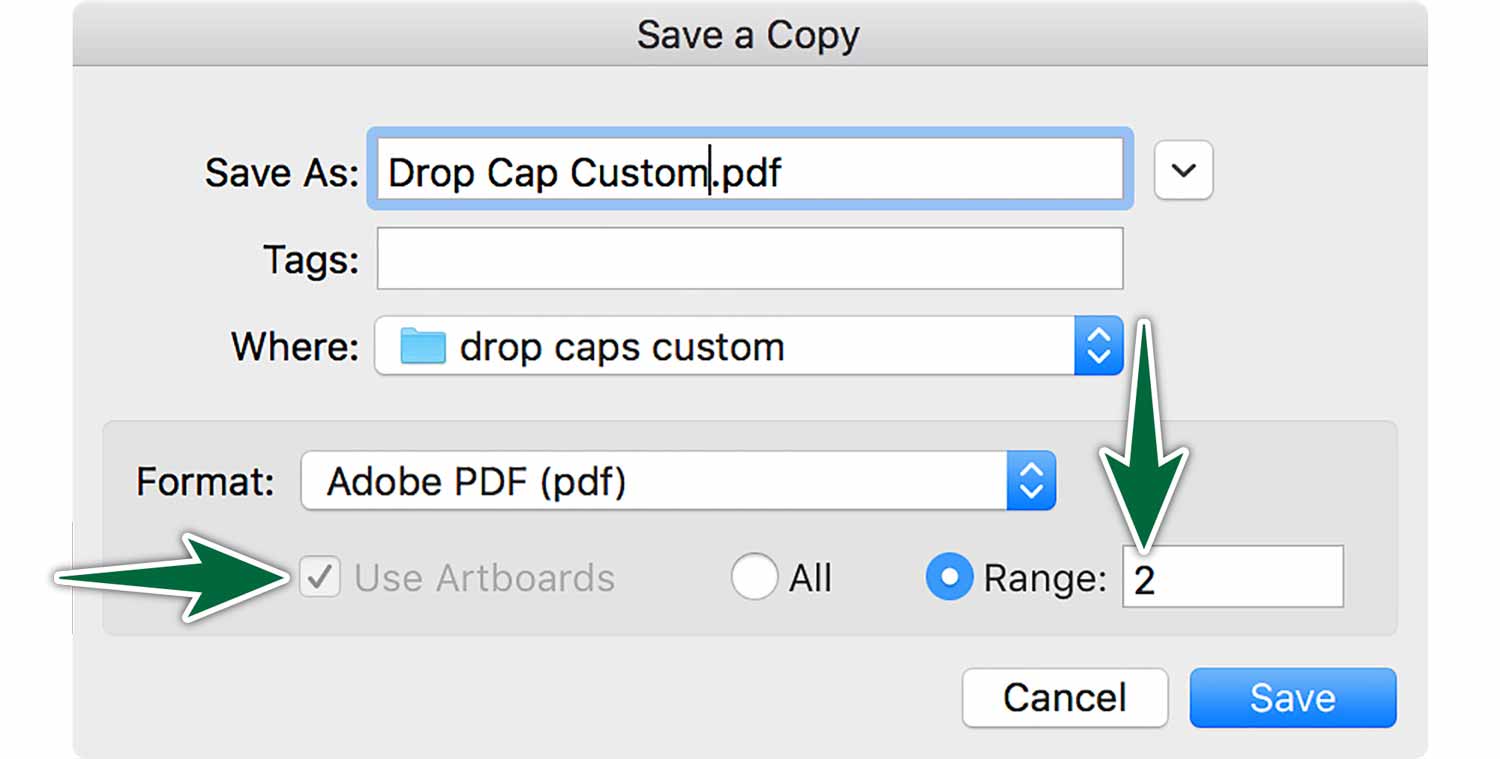 Save a Copy
Save As: Drop Cap Custom.pdf
Tags:
Where: drop caps custom
Format: Adobe PDF (pdf)
Use Artboards All Range: 2
Cancel Save